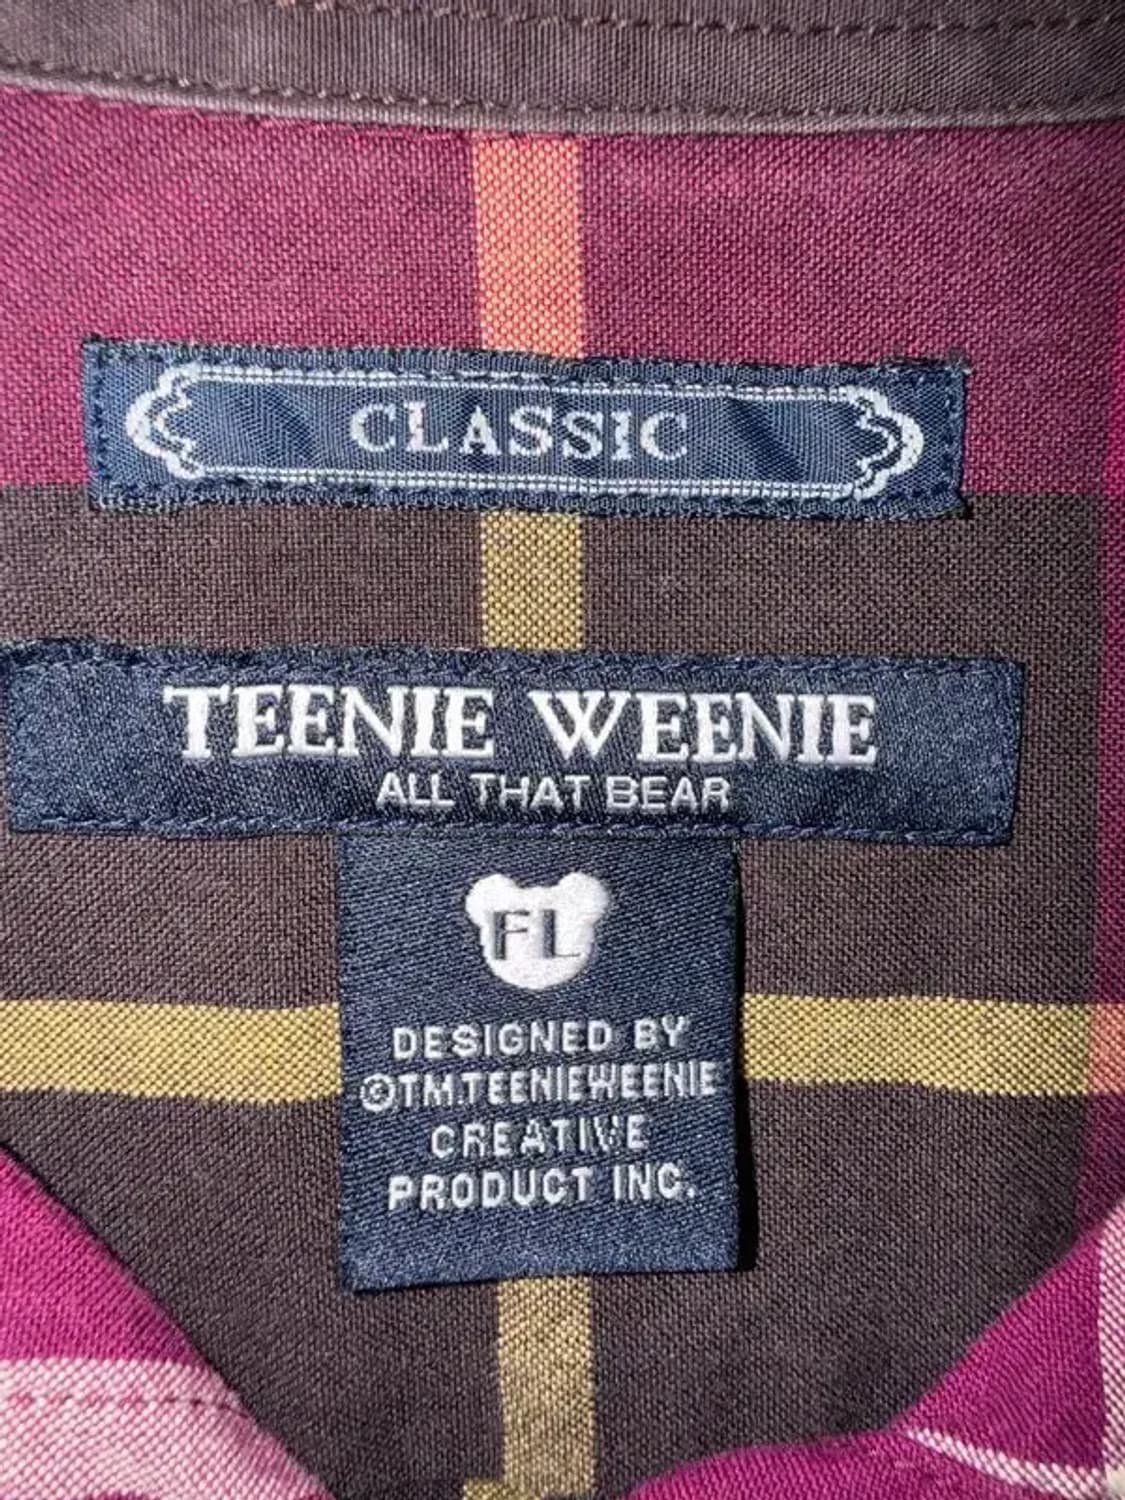 CLASSIC
TEENIE WEENIE
ALL THAT BEAR
FL
DESIGNED BY
©TM.TEENIEWEENIE
CREATIVE
PRODUCT INC.